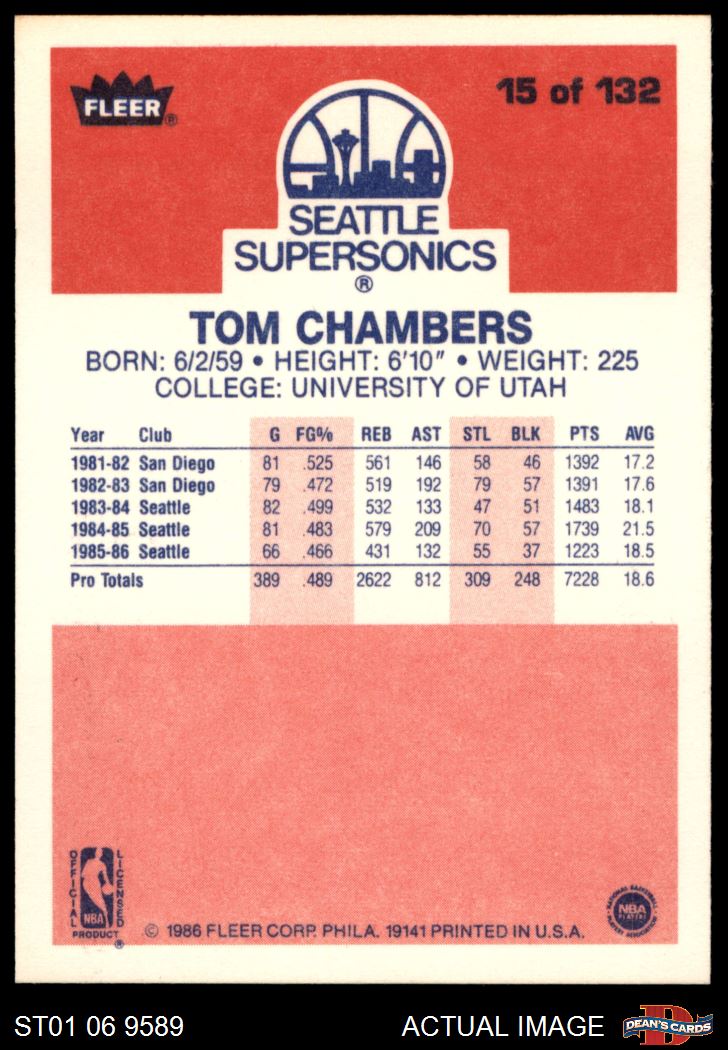 FLEER®
15 of 132
SEATTLE
SUPERSONICS
®
TOM CHAMBERS
BORN: 6/2/59 • HEIGHT: 6'10" • WEIGHT: 225
COLLEGE: UNIVERSITY OF UTAH
Year Club G FG% REB AST STL BLK PTS AVG
1981-82 San Diego 81 .525 561 146 58 46 1392 17.2
1982-83 San Diego 79 .472 519 192 79 57 1391 17.6
1983-84 Seattle 82 .499 532 133 47 51 1483 18.1
1984-85 Seattle 81 .483 579 209 70 57 1739 21.5
1985-86 Seattle 66 .466 431 132 55 37 1223 18.5
Pro Totals 389 .489 2622 812 309 248 7228 18.6
OFFICIAL
LICENSED
NBA
PRODUCT®
© 1986 FLEER CORP. PHILA. 19141 PRINTED IN U.S.A.
NATIONAL BASKETBALL
NBA
PLAYERS
PLAYERS ASSOCIATION
ST01 06 9589
ACTUAL IMAGE
D
DEAN'S CARDS